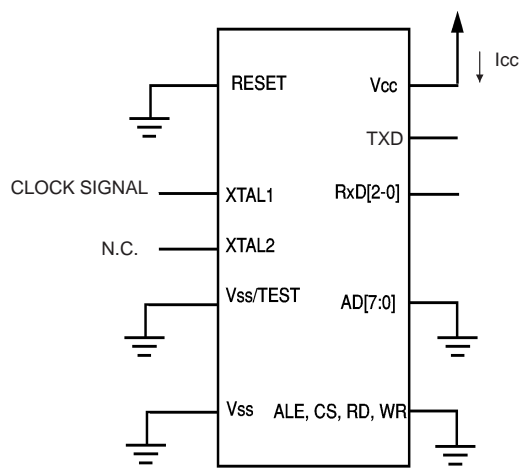 Icc
RESET
Vcc
TXD
CLOCK SIGNAL
XTAL1
RxD[2-0]
N.C.
XTAL2
Vss/TEST
AD[7:0]
Vss
ALE, CS, RD, WR